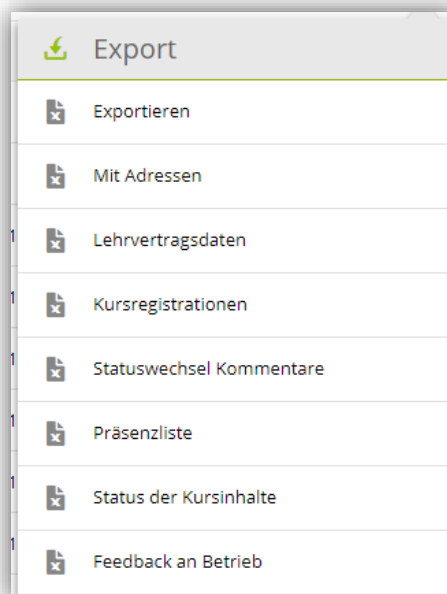 Export
Exportieren
Mit Adressen
Lehrvertragsdaten
Kursregistrationen
Statuswechsel Kommentare
Präsenzliste
Status der Kursinhalte
Feedback an Betrieb